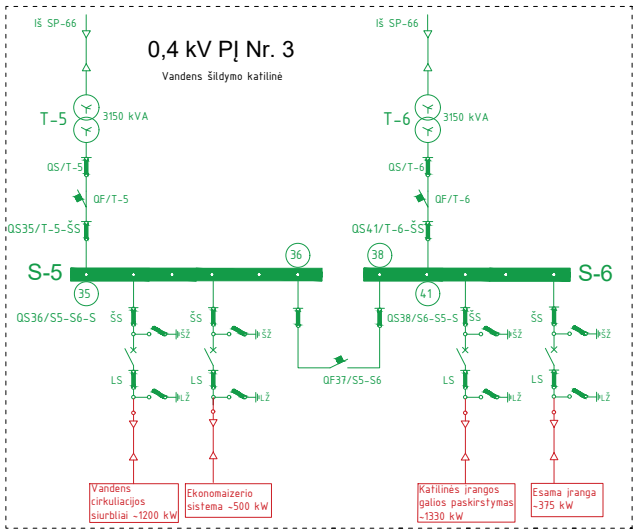 Iš SP-66
Iš SP-66
0,4 kV PĮ Nr. 3
Vandens šildymo katilinė
T-5
3150 kVA
T-6
3150 kVA
QS/T-5
QS/T-6
QF/T-5
QF/T-6
QS35/T-5-ŠS
QS41/T-6-ŠS
36
38
S-5
S-6
35
41
QS36/S5-S6-S
ŠS
ŠS
QS38/S6-S5-S
ŠS
ŠS
ŠŽ
ŠŽ
ŠŽ
ŠŽ
LS
LS
QF37/S5-S6
LS
LS
LŽ
LŽ
LŽ
LŽ
Vandens
cirkuliacijos
siurbliai ~1200 kW
Ekonomaizerio
sistema ~500 kW
Katilinės įrangos
galios paskirstymas
~1330 kW
Esama įranga
~375 kW